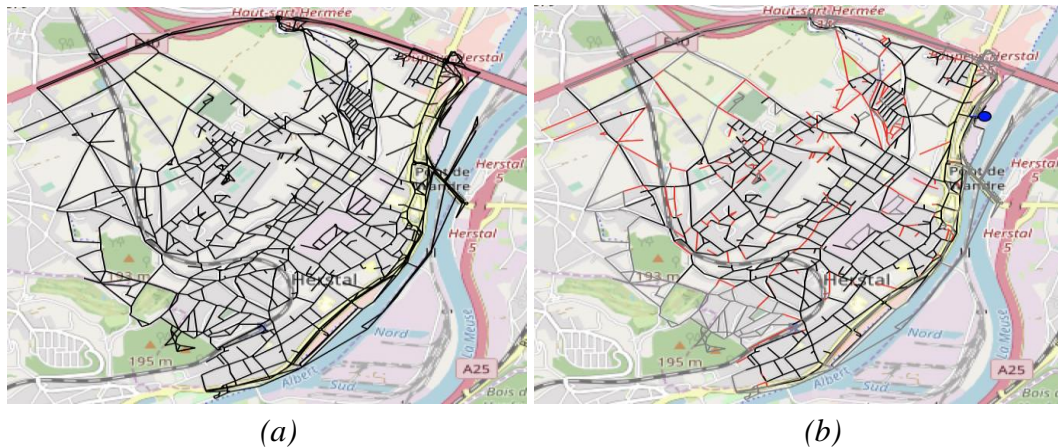 Haut-sart Hermée
E40
Pont de
Wandre
Herstal
5
Herstal
5
193 m
Herstal
195 m
Nord
Albert
Sud
La Meuse
A25
Bois d
(a)
Haut-sart Hermée
E40
Pont de
Wandre
Herstal
5
Herstal
5
193 m
Herstal
195 m
Nord
Albert
Sud
La Meuse
A25
Bois d
(b)